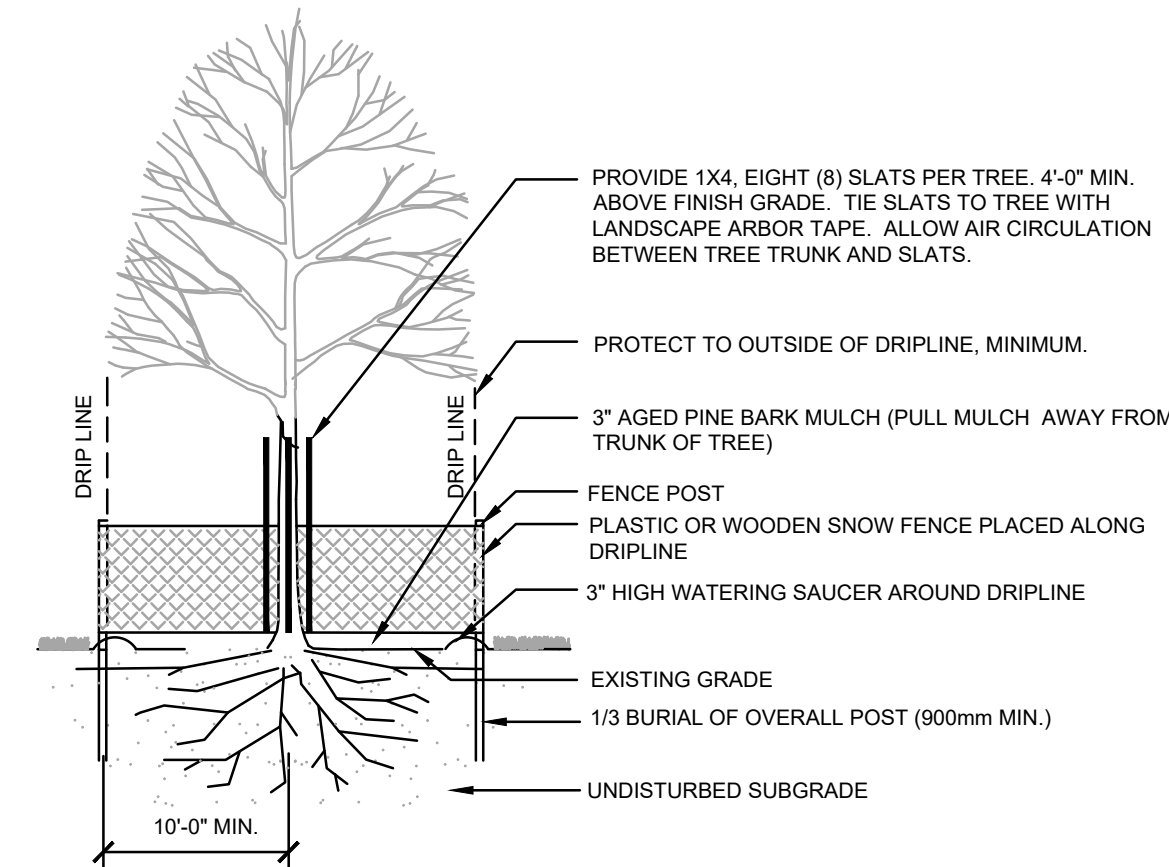 PROVIDE 1X4, EIGHT (8) SLATS PER TREE. 4'-0" MIN.
ABOVE FINISH GRADE. TIE SLATS TO TREE WITH
LANDSCAPE ARBOR TAPE. ALLOW AIR CIRCULATION
BETWEEN TREE TRUNK AND SLATS.
PROTECT TO OUTSIDE OF DRIPLINE, MINIMUM.
DRIP LINE
DRIP LINE
3" AGED PINE BARK MULCH (PULL MULCH AWAY FROM
TRUNK OF TREE)
FENCE POST
PLASTIC OR WOODEN SNOW FENCE PLACED ALONG
DRIPLINE
3" HIGH WATERING SAUCER AROUND DRIPLINE
EXISTING GRADE
1/3 BURIAL OF OVERALL POST (900mm MIN.)
UNDISTURBED SUBGRADE
10'-0" MIN.